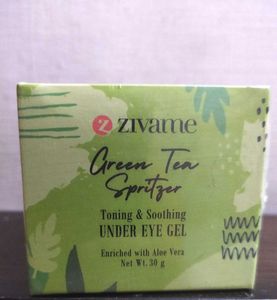 ZIVAME
Green Tea
Spritzer
Toning & Soothing
UNDER EYE GEL
Enriched with Aloe Vera
Net Wt. 30 g